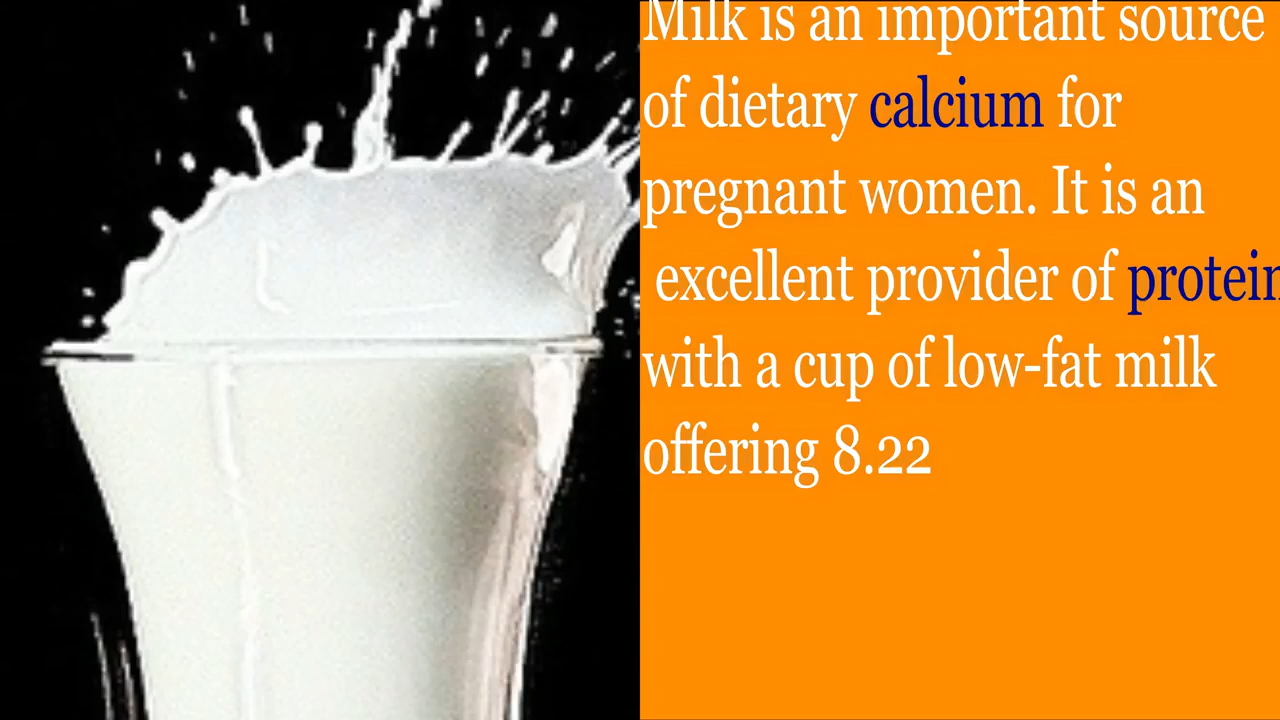 Milk is an important source
of dietary calcium for
pregnant women. It is an
excellent provider of protein
with a cup of low-fat milk
offering 8.22